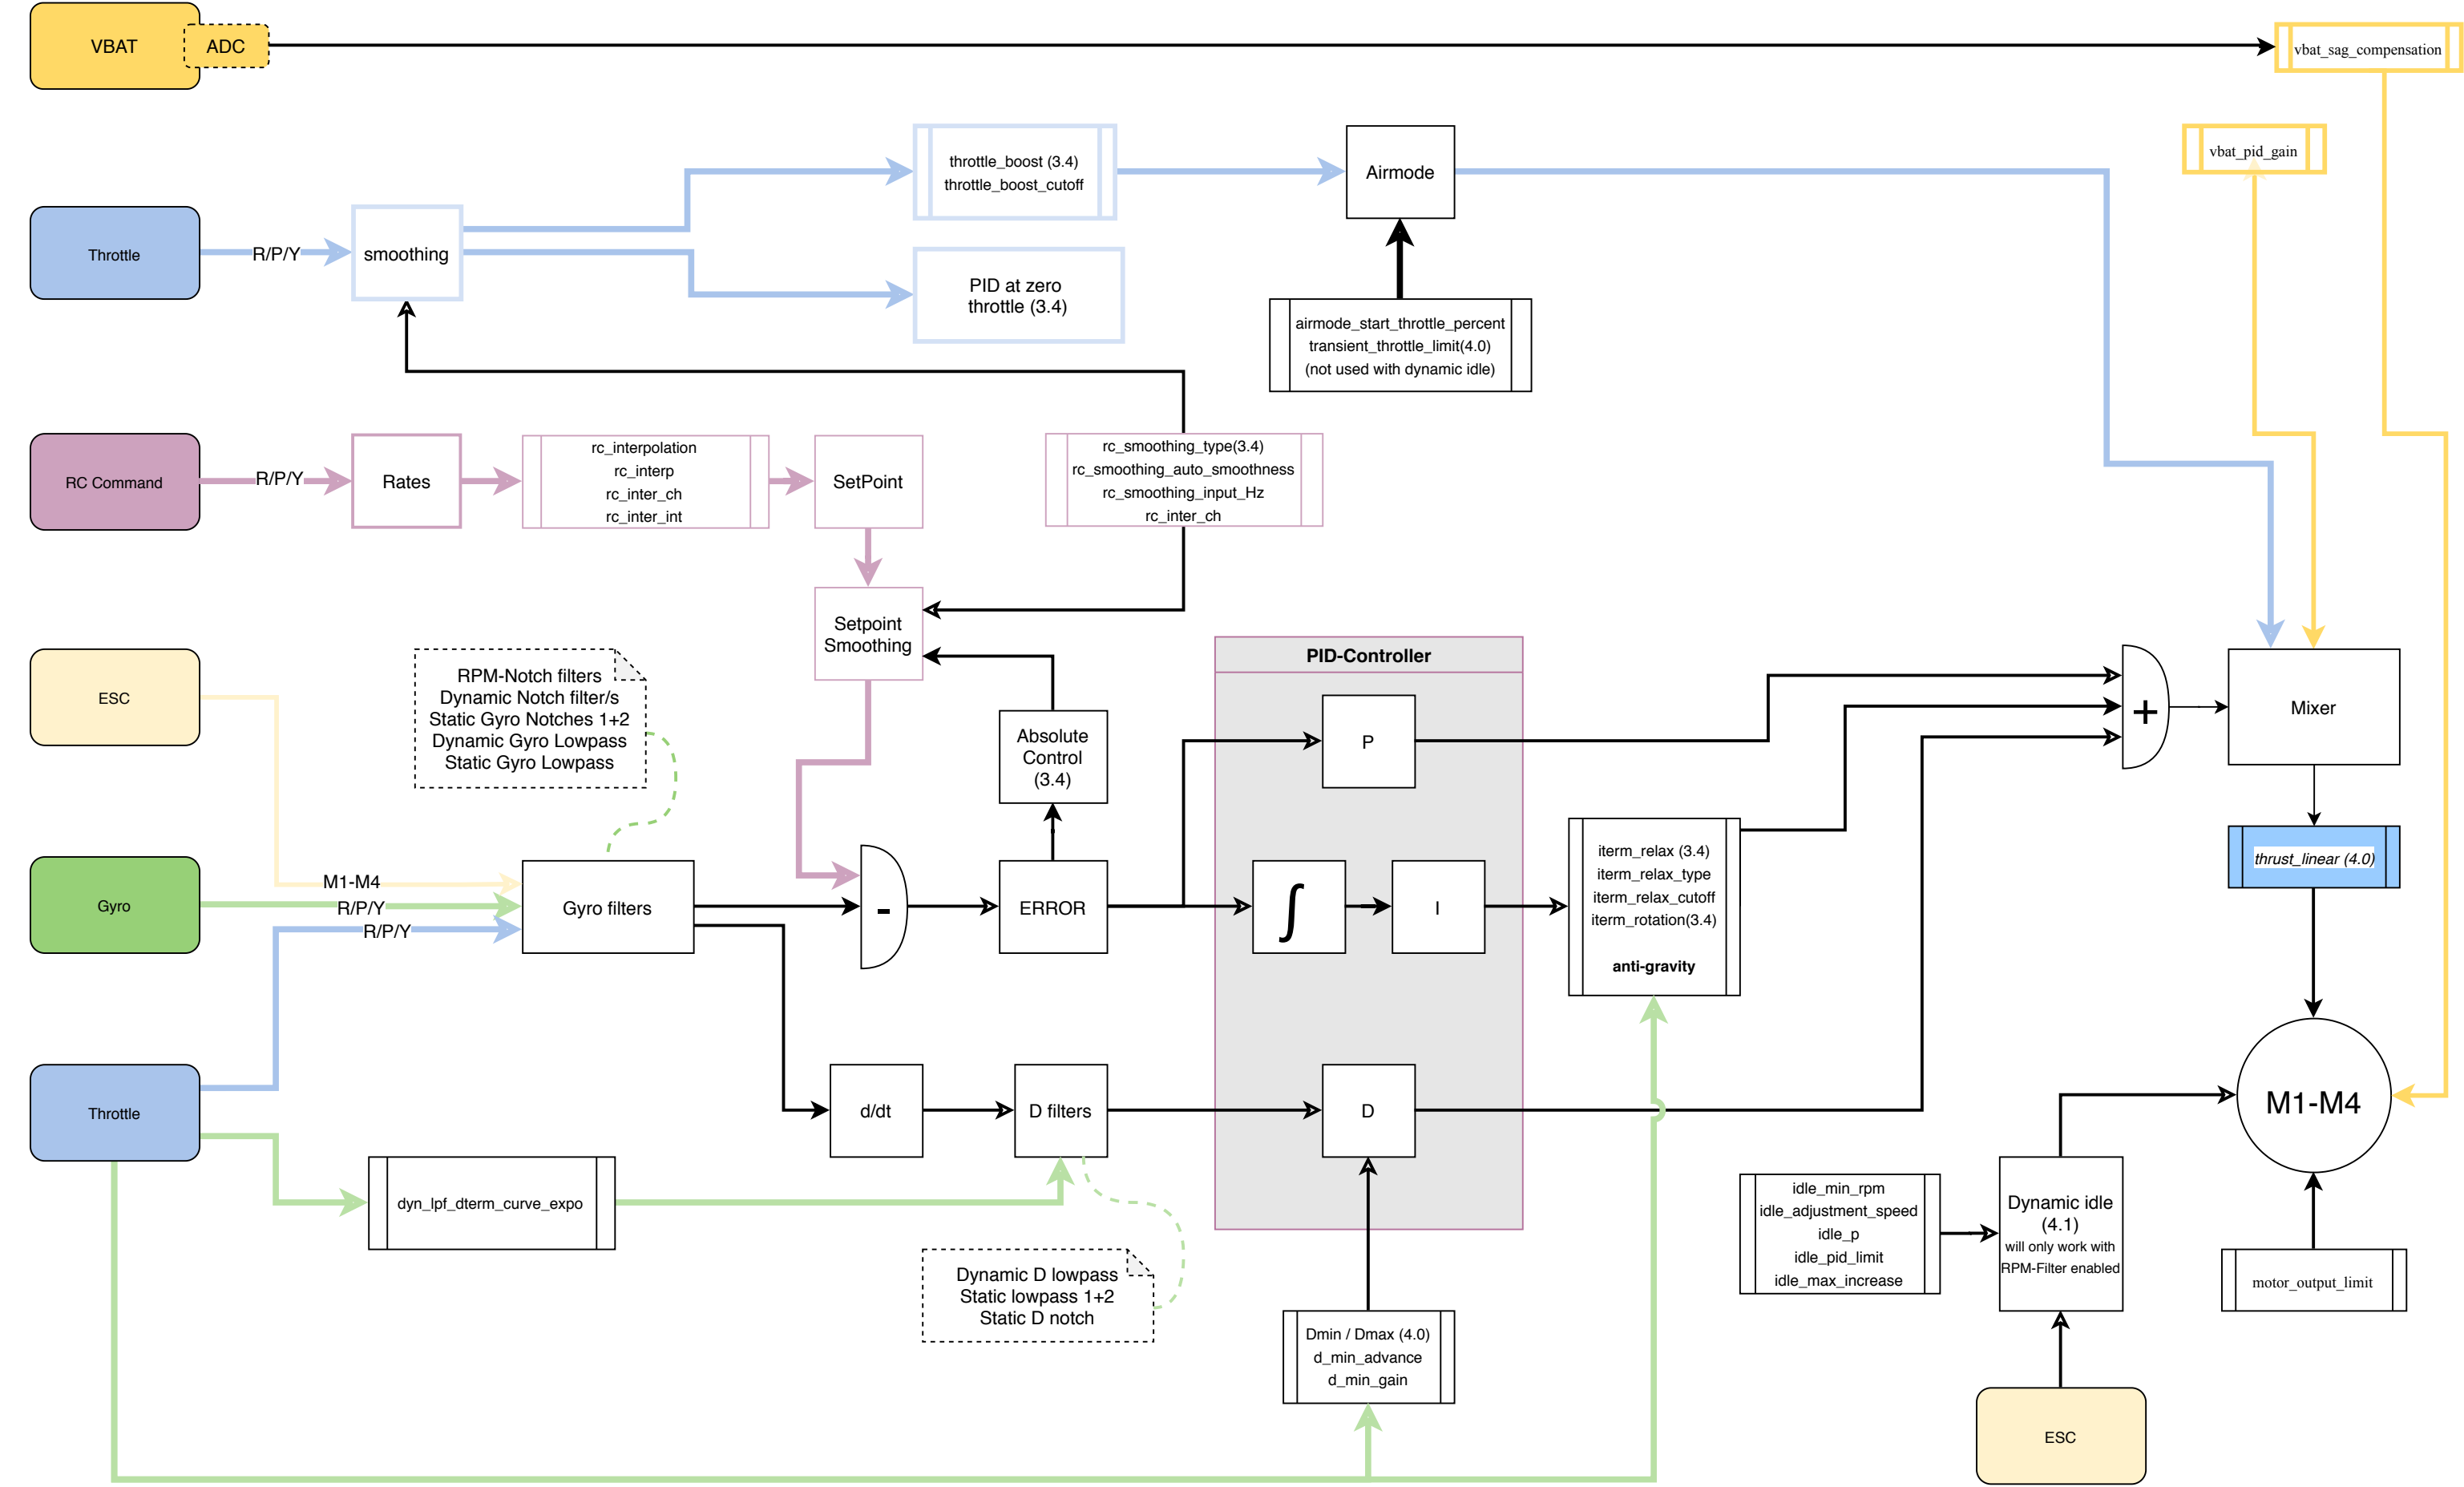 VBAT
ADC
vbat_sag_compensation
throttle_boost (3.4)
throttle_boost_cutoff
Airmode
vbat_pid_gain
Throttle
R/P/Y
smoothing
PID at zero
throttle (3.4)
airmode_start_throttle_percent
transient_throttle_limit(4.0)
(not used with dynamic idle)
RC Command
R/P/Y
Rates
rc_interpolation
rc_interp
rc_inter_ch
rc_inter_int
SetPoint
rc_smoothing_type(3.4)
rc_smoothing_auto_smoothness
rc_smoothing_input_Hz
rc_inter_ch
Setpoint
Smoothing
ESC
RPM-Notch filters
Dynamic Notch filter/s
Static Gyro Notches 1+2
Dynamic Gyro Lowpass
Static Gyro Lowpass
Absolute
Control
(3.4)
PID-Controller
P
+
Mixer
thrust_linear (4.0)
Gyro
M1-M4
R/P/Y
R/P/Y
Gyro filters
-
ERROR
∫
I
iterm_relax (3.4)
iterm_relax_type
iterm_relax_cutoff
iterm_rotation(3.4)
anti-gravity
Throttle
d/dt
D filters
D
M1-M4
dyn_lpf_dterm_curve_expo
Dynamic D lowpass
Static lowpass 1+2
Static D notch
Dmin / Dmax (4.0)
d_min_advance
d_min_gain
idle_min_rpm
idle_adjustment_speed
idle_p
idle_pid_limit
idle_max_increase
Dynamic idle
(4.1)
will only work with
RPM-Filter enabled
motor_output_limit
ESC